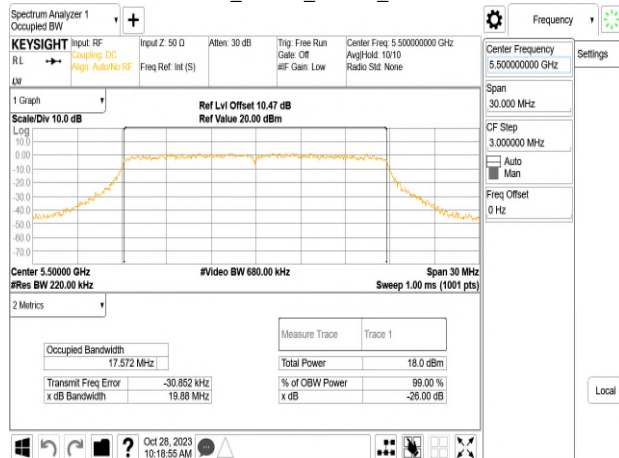 Spectrum Analyzer 1
Occupied BW
+
Frequency
KEYSIGHT
RL
LXI
Input: RF
Coupling: DC
Align: Auto/No RF
Input Z: 50 Ω
Freq Ref: Int (S)
Atten: 30 dB
Trig: Free Run
Gate: Off
#IF Gain: Low
Center Freq: 5.500000000 GHz
Avg|Hold: 10/10
Radio Std: None
Center Frequency
5.500000000 GHz
Settings
Span
30.000 MHz
CF Step
3.000000 MHz
Auto
Man
Freq Offset
0 Hz
Local
1 Graph
Scale/Div 10.0 dB
Ref Lvl Offset 10.47 dB
Ref Value 20.00 dBm
Log
10.0
0.00
-10.0
-20.0
-30.0
-40.0
-50.0
-60.0
-70.0
Center 5.50000 GHz
#Video BW 680.00 kHz
Span 30 MHz
#Res BW 220.00 kHz
Sweep 1.00 ms (1001 pts)
2 Metrics
Measure Trace Trace 1
Occupied Bandwidth
17.572 MHz
Total Power 18.0 dBm
Transmit Freq Error -30.852 kHz
% of OBW Power 99.00 %
x dB Bandwidth 19.88 MHz
x dB -26.00 dB
?
Oct 28, 2023
10:18:55 AM